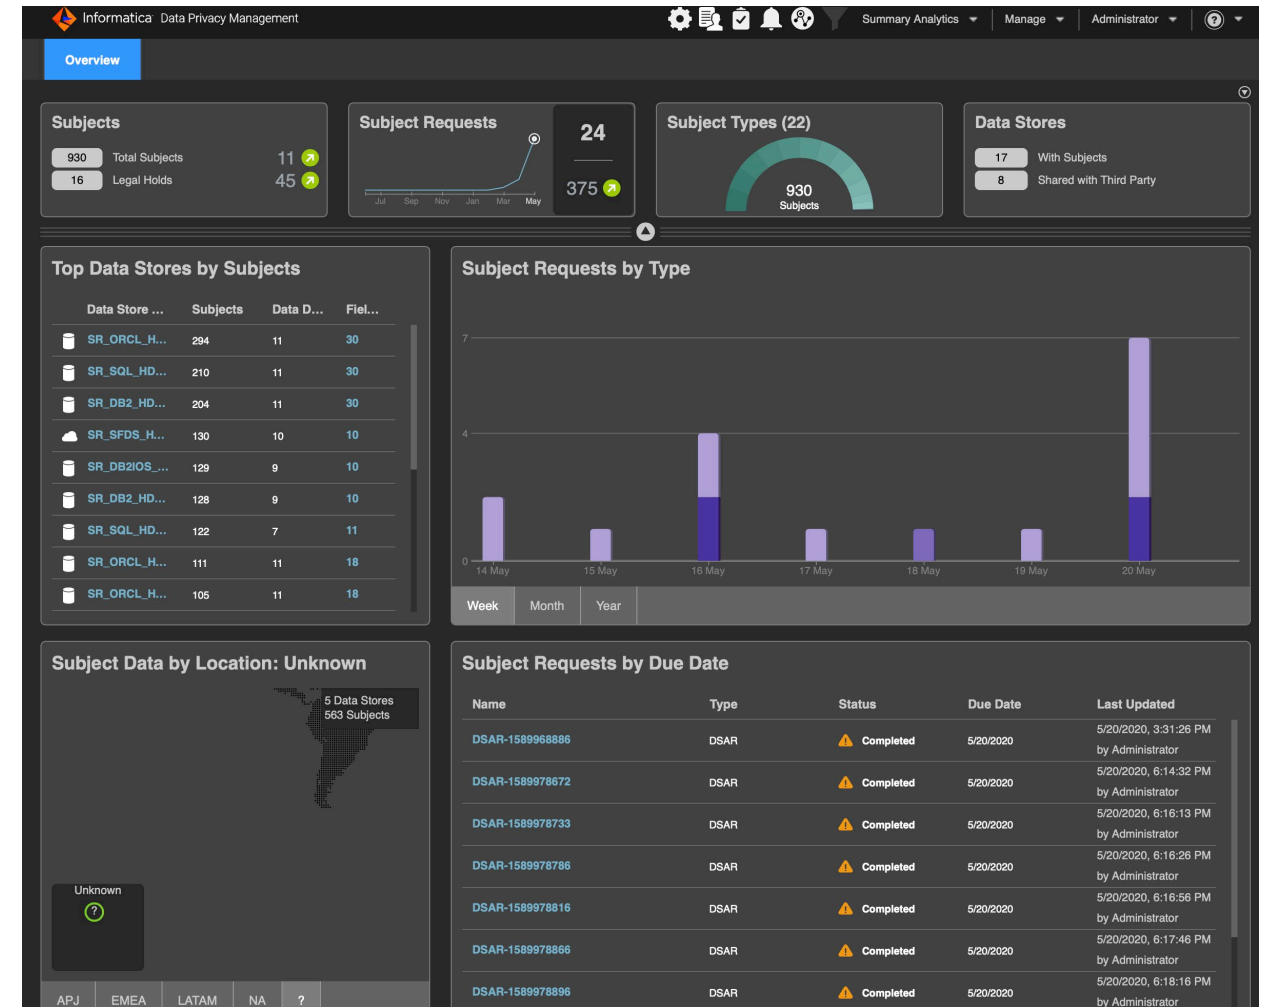 Informatica Data Privacy Management
Summary Analytics
Manage
Administrator
?
Overview
Subjects
930 Total Subjects 11
16 Legal Holds 45
Subject Requests
24
375
Jul Sep Nov Jan Mar May
Subject Types (22)
930
Subjects
Data Stores
17 With Subjects
8 Shared with Third Party
Top Data Stores by Subjects
Data Store ... Subjects Data D... Fiel...
SR_ORCL_H... 294 11 30
SR_SQL_HD... 210 11 30
SR_DB2_HD... 204 11 30
SR_SFDS_H... 130 10 10
SR_DB2IOS_... 129 9 10
SR_DB2_HD... 128 9 10
SR_SQL_HD... 122 7 11
SR_ORCL_H... 111 11 18
SR_ORCL_H... 105 11 18
Subject Requests by Type
7
4
0
14 May 15 May 16 May 17 May 18 May 19 May 20 May
Week Month Year
Subject Data by Location: Unknown
5 Data Stores
563 Subjects
Unknown
?
APJ EMEA LATAM NA ?
Subject Requests by Due Date
Name Type Status Due Date Last Updated
DSAR-1589968886 DSAR Completed 5/20/2020 5/20/2020, 3:31:26 PM
by Administrator
DSAR-1589978672 DSAR Completed 5/20/2020 5/20/2020, 6:14:32 PM
by Administrator
DSAR-1589978733 DSAR Completed 5/20/2020 5/20/2020, 6:16:13 PM
by Administrator
DSAR-1589978786 DSAR Completed 5/20/2020 5/20/2020, 6:16:26 PM
by Administrator
DSAR-1589978816 DSAR Completed 5/20/2020 5/20/2020, 6:16:56 PM
by Administrator
DSAR-1589978866 DSAR Completed 5/20/2020 5/20/2020, 6:17:46 PM
by Administrator
DSAR-1589978896 DSAR Completed 5/20/2020 5/20/2020, 6:18:16 PM
by Administrator